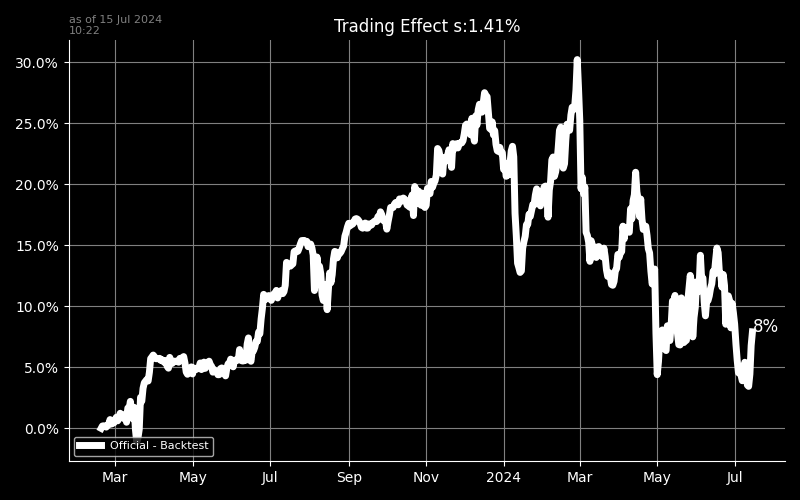 as of 15 Jul 2024
10:22
Trading Effect s:1.41%
30.0%
25.0%
20.0%
15.0%
10.0%
5.0%
0.0%
8%
Official - Backtest
Mar May Jul Sep Nov 2024 Mar May Jul